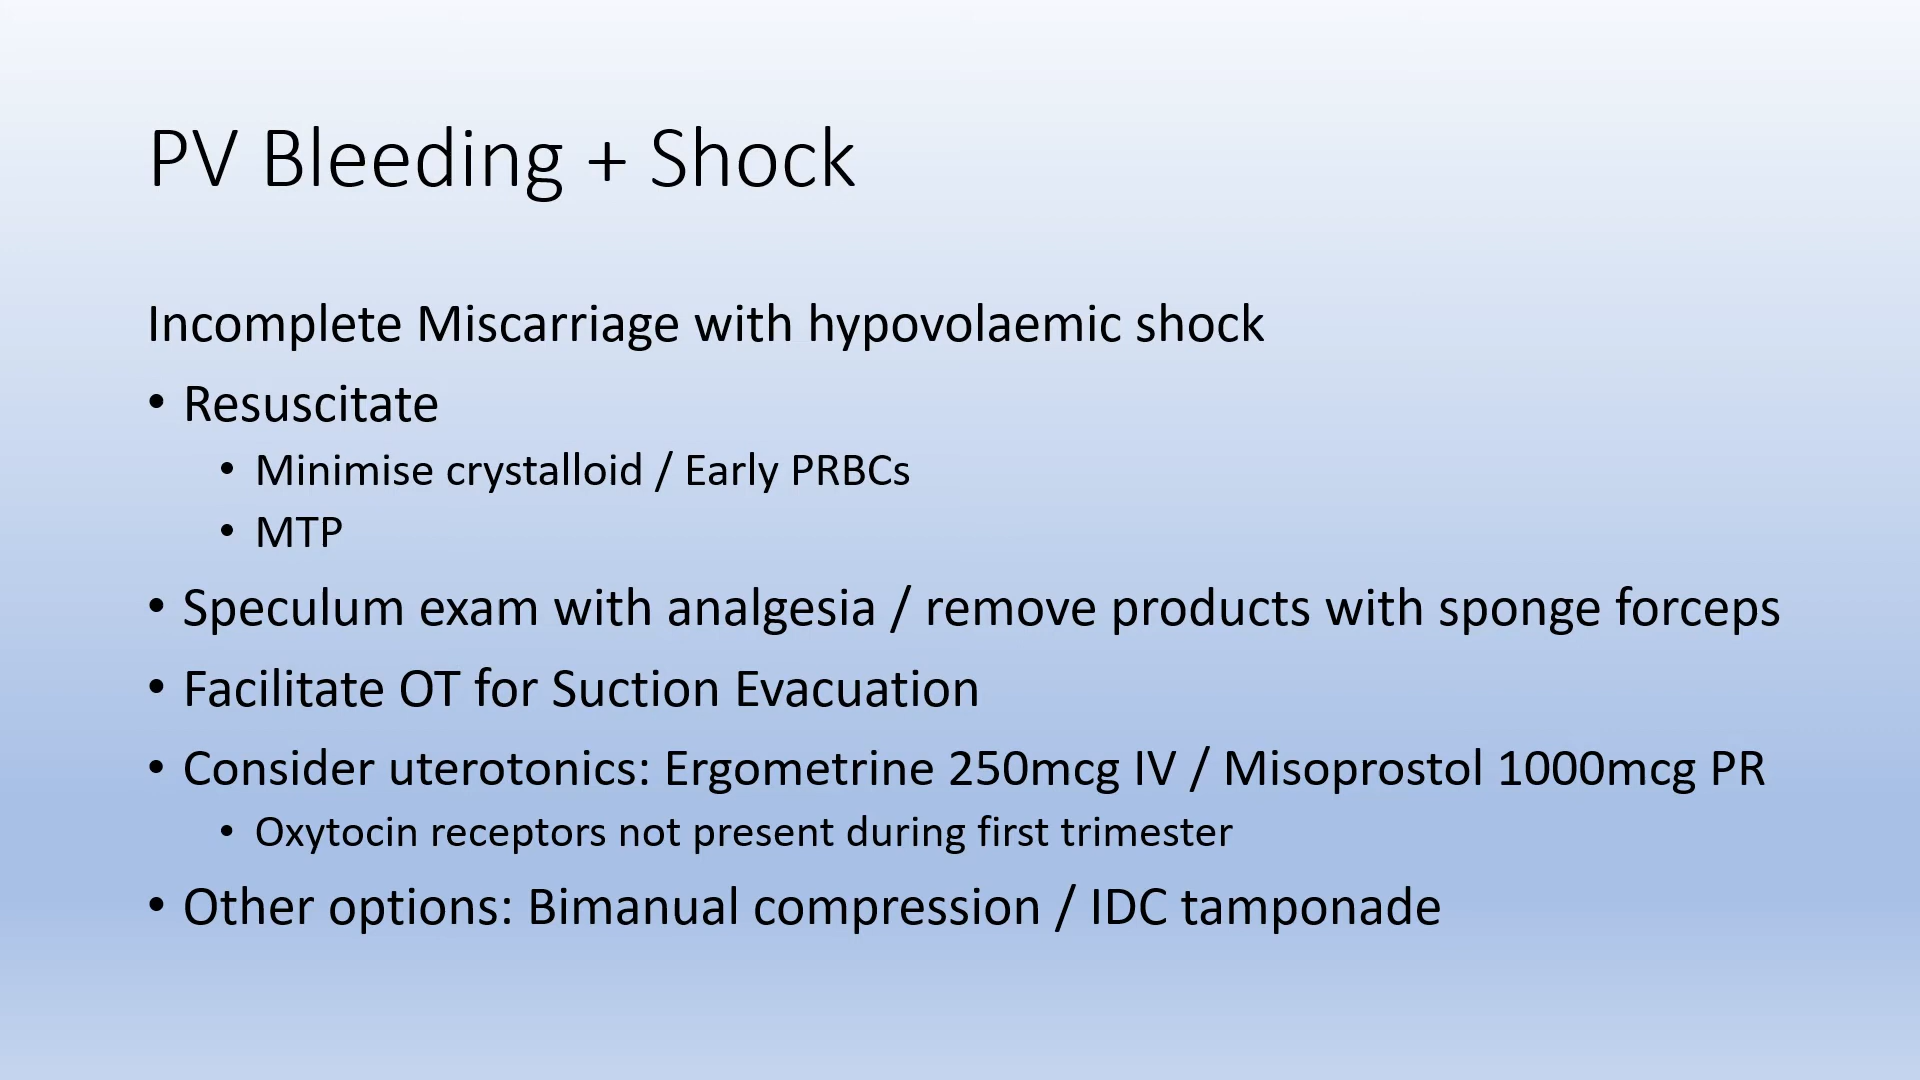 PV Bleeding + Shock
Incomplete Miscarriage with hypovolaemic shock
• Resuscitate
• Minimise crystalloid / Early PRBCs
• MTP
• Speculum exam with analgesia / remove products with sponge forceps
• Facilitate OT for Suction Evacuation
• Consider uterotonics: Ergometrine 250mcg IV / Misoprostol 1000mcg PR
• Oxytocin receptors not present during first trimester
• Other options: Bimanual compression / IDC tamponade